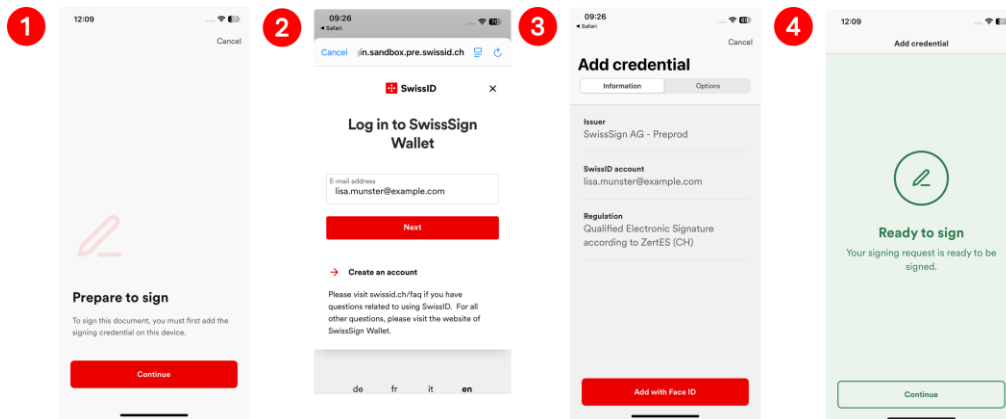 1
12:09
Cancel
Prepare to sign
To sign this document, you must first add the
signing credential on this device.
Continue
2
09:26
Safari
Cancel
in.sandbox.pre.swissid.ch
SwissID
Log in to SwissSign
Wallet
E-mail address
lisa.munster@example.com
Next
Create an account
Please visit swissid.ch/faq if you have
questions related to using SwissID. For all
other questions, please visit the website of
SwissSign Wallet.
de fr it en
3
09:26
Safari
Cancel
Add credential
Information Options
Issuer
SwissSign AG - Preprod
SwissID account
lisa.munster@example.com
Regulation
Qualified Electronic Signature
according to ZertES (CH)
Add with Face ID
4
12:09
Add credential
Ready to sign
Your signing request is ready to be
signed.
Continue